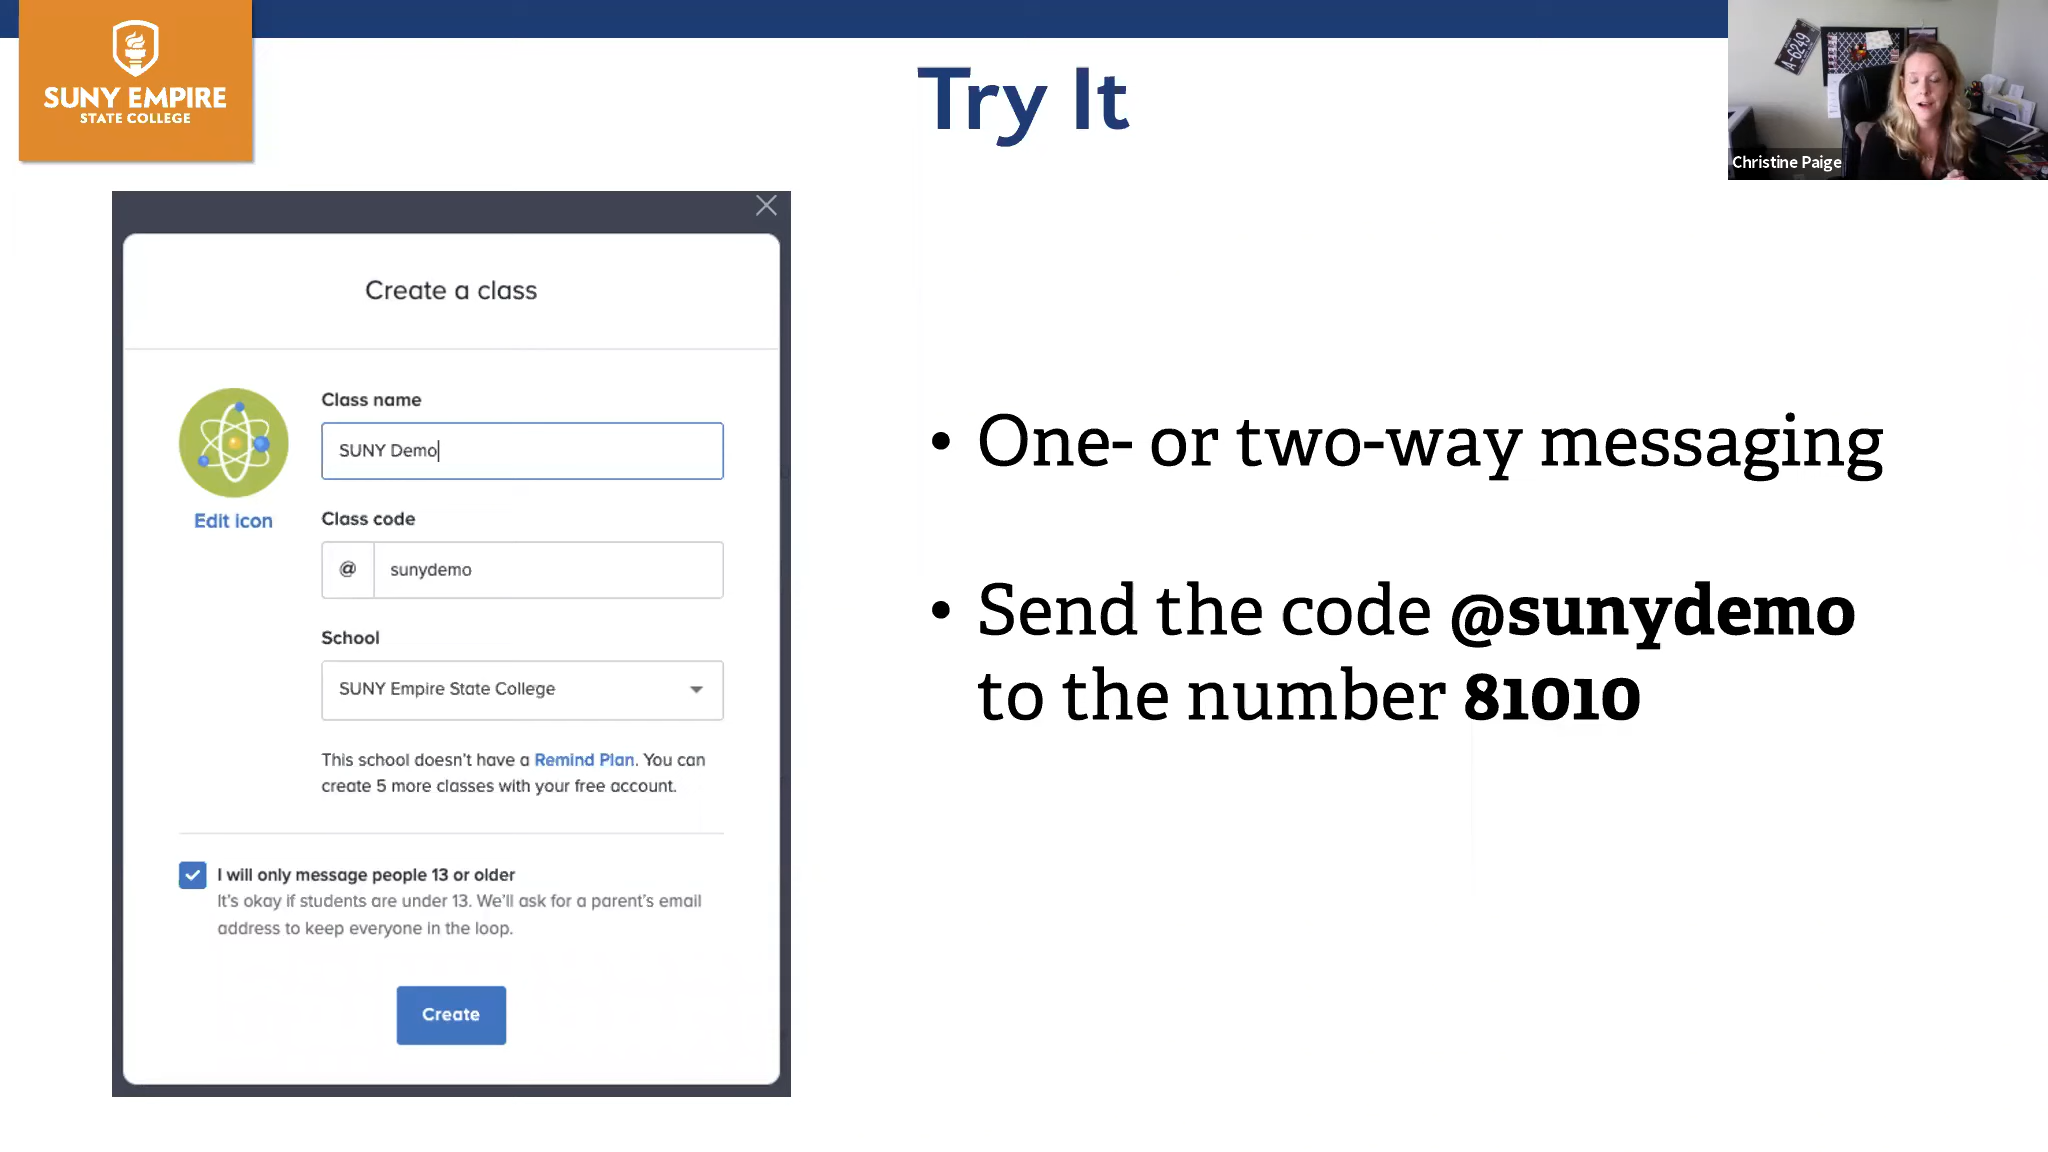 SUNY EMPIRE
STATE COLLEGE
Try It
A-6249
Christine Paige
Create a class
Class name
SUNY Demo
Edit icon
Class code
@ sunydemo
School
SUNY Empire State College
This school doesn't have a Remind Plan. You can
create 5 more classes with your free account.
I will only message people 13 or older
It's okay if students are under 13. We'll ask for a parent's email
address to keep everyone in the loop.
Create
• One- or two-way messaging
• Send the code @sunydemo
to the number 81010